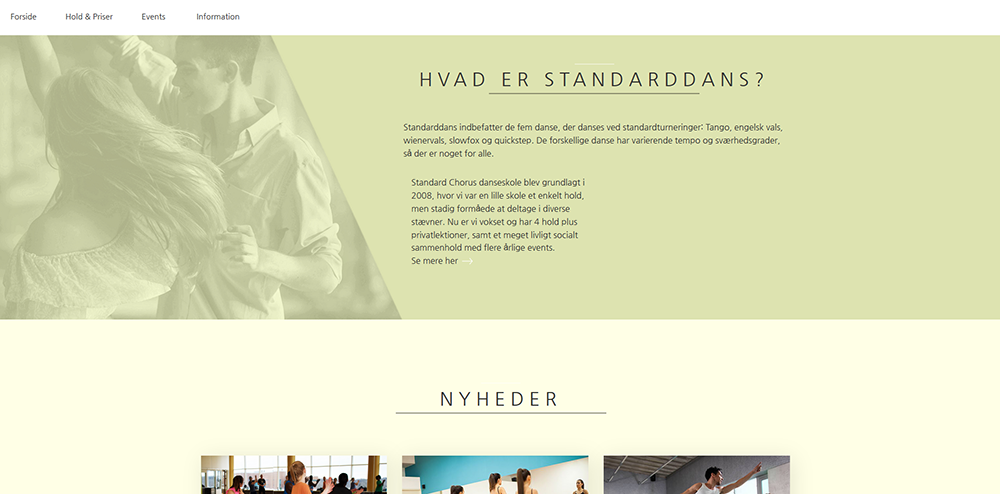 Forside Hold & Priser Events Information
HVAD ER STANDARDDANS?
Standarddans indbefatter de fem danse, der danses ved standardturneringer: Tango, engelsk vals,
wienervals, slowfox og quickstep. De forskellige danse har varierende tempo og sværhedsgrader,
så der er noget for alle.
Standard Chorus danseskole blev grundlagt i
2008, hvor vi var en lille skole et enkelt hold,
men stadig formåede at deltage i diverse
stævner. Nu er vi vokset og har 4 hold plus
privatlektioner, samt et meget livligt socialt
sammenhold med flere årlige events.
Se mere her →
NYHEDER